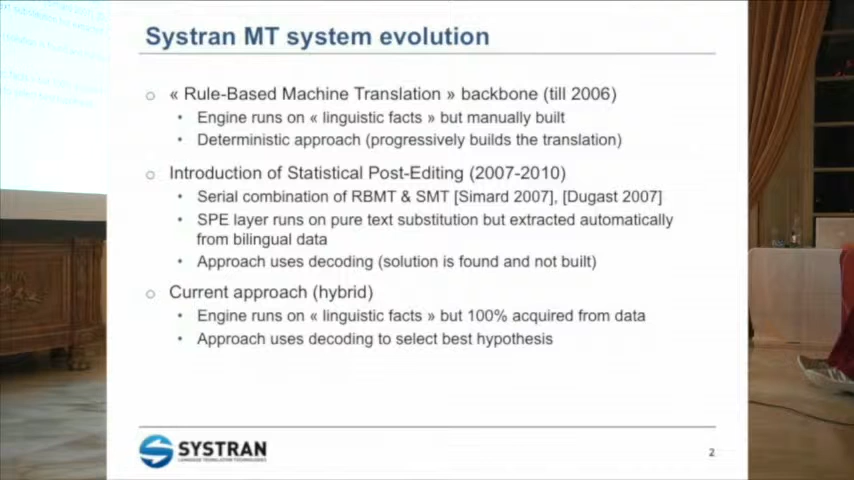 Systran MT system evolution
« Rule-Based Machine Translation » backbone (till 2006)
Engine runs on « linguistic facts » but manually built
Deterministic approach (progressively builds the translation)
Introduction of Statistical Post-Editing (2007-2010)
Serial combination of RBMT & SMT [Simard 2007], [Dugast 2007]
SPE layer runs on pure text substitution but extracted automatically
from bilingual data
Approach uses decoding (solution is found and not built)
Current approach (hybrid)
Engine runs on « linguistic facts » but 100% acquired from data
Approach uses decoding to select best hypothesis
SYSTRAN
LANGUAGE TRANSLATION TECHNOLOGIES
2